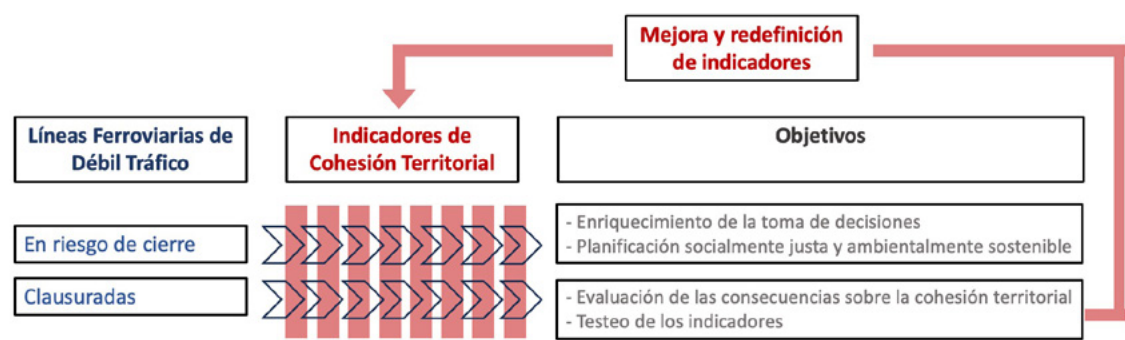 Mejora y redefinición
de indicadores
Líneas Ferroviarias de
Débil Tráfico
Indicadores de
Cohesión Territorial
Objetivos
En riesgo de cierre
- Enriquecimiento de la toma de decisiones
- Planificación socialmente justa y ambientalmente sostenible
Clausuradas
- Evaluación de las consecuencias sobre la cohesión territorial
- Testeo de los indicadores